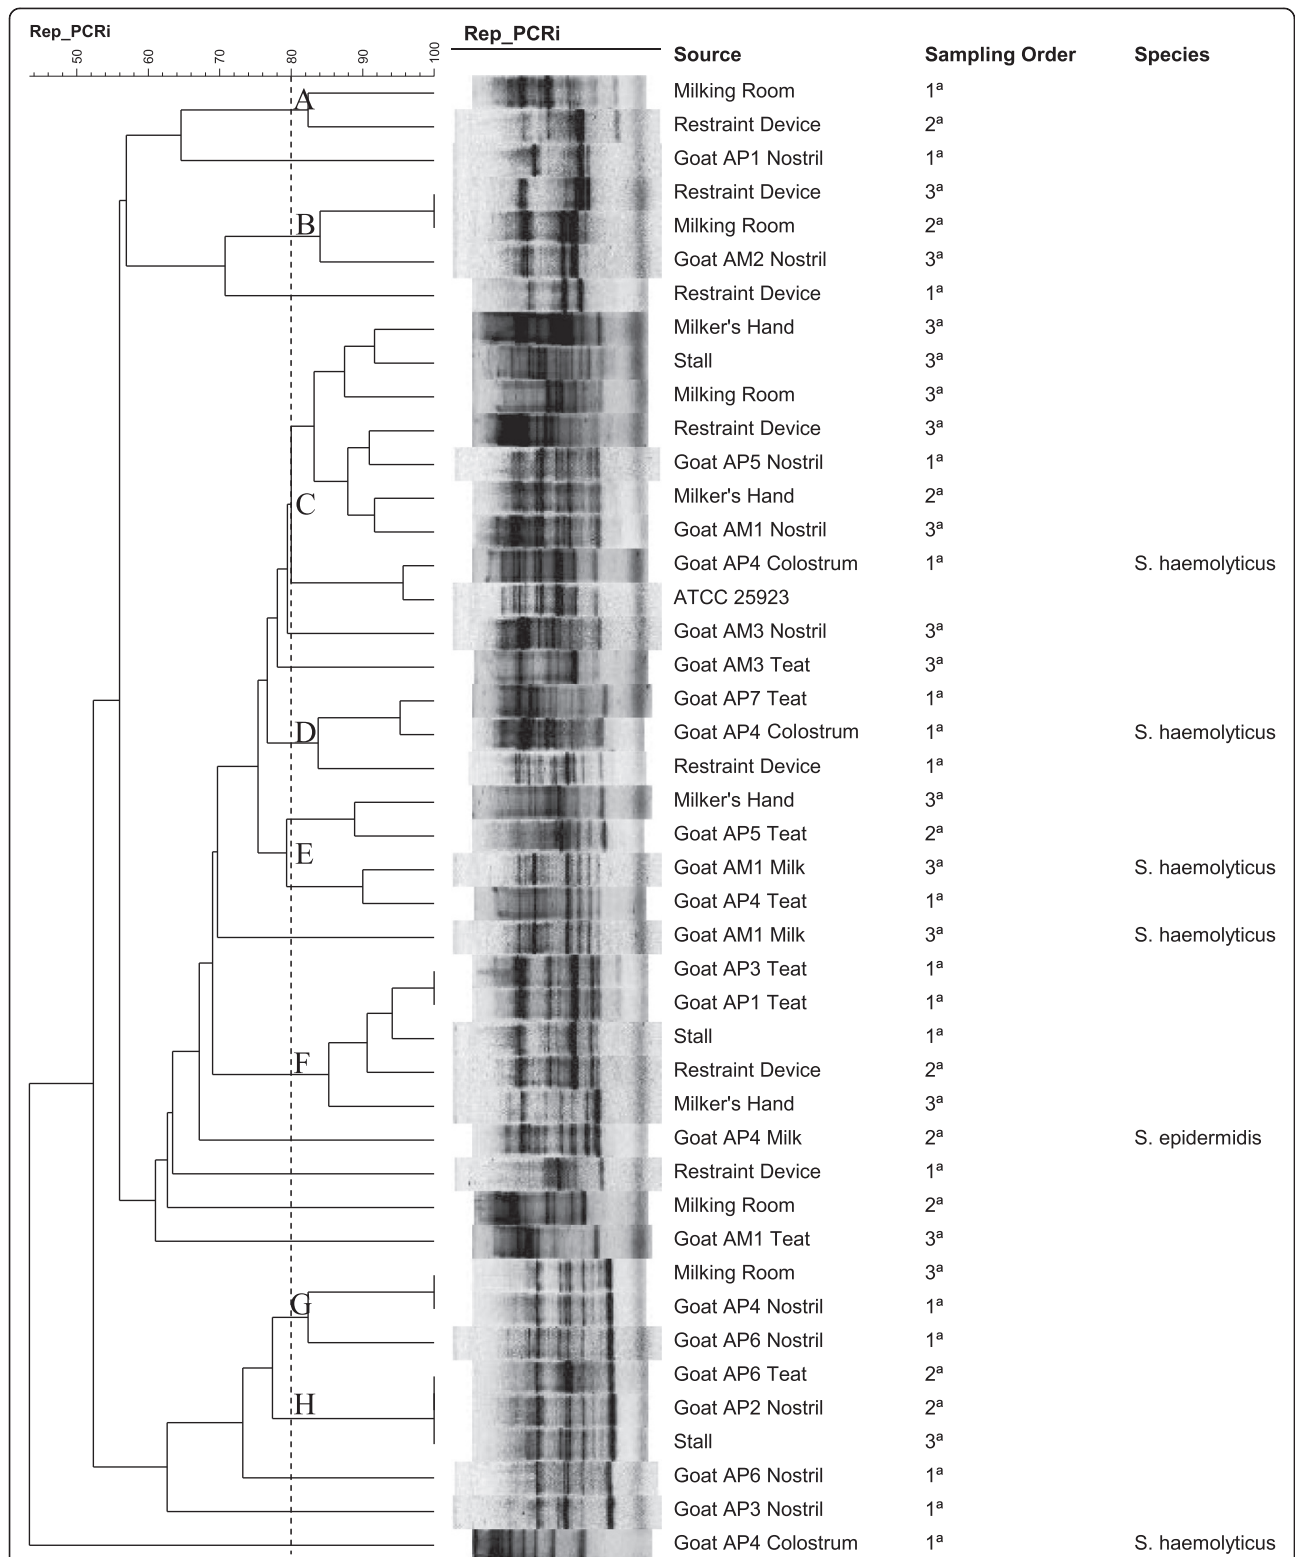 Rep_PCRi
Rep_PCRi
50 60 70 80 90 100
Source Sampling Order Species
A
Milking Room 1ª
Restraint Device 2ª
Goat AP1 Nostril 1ª
Restraint Device 3ª
B Milking Room 2ª
Goat AM2 Nostril 3ª
Restraint Device 1ª
Milker's Hand 3ª
Stall 3ª
Milking Room 3ª
Restraint Device 3ª
Goat AP5 Nostril 1ª
C Milker's Hand 2ª
Goat AM1 Nostril 3ª
Goat AP4 Colostrum 1ª S. haemolyticus
ATCC 25923
Goat AM3 Nostril 3ª
Goat AM3 Teat 3ª
Goat AP7 Teat 1ª
D Goat AP4 Colostrum 1ª S. haemolyticus
Restraint Device 1ª
Milker's Hand 3ª
Goat AP5 Teat 2ª
E Goat AM1 Milk 3ª S. haemolyticus
Goat AP4 Teat 1ª
Goat AM1 Milk 3ª S. haemolyticus
Goat AP3 Teat 1ª
Goat AP1 Teat 1ª
Stall 1ª
F Restraint Device 2ª
Milker's Hand 3ª
Goat AP4 Milk 2ª S. epidermidis
Restraint Device 1ª
Milking Room 2ª
Goat AM1 Teat 3ª
Milking Room 3ª
G Goat AP4 Nostril 1ª
Goat AP6 Nostril 1ª
Goat AP6 Teat 2ª
H Goat AP2 Nostril 2ª
Stall 3ª
Goat AP6 Nostril 1ª
Goat AP3 Nostril 1ª
Goat AP4 Colostrum 1ª S. haemolyticus